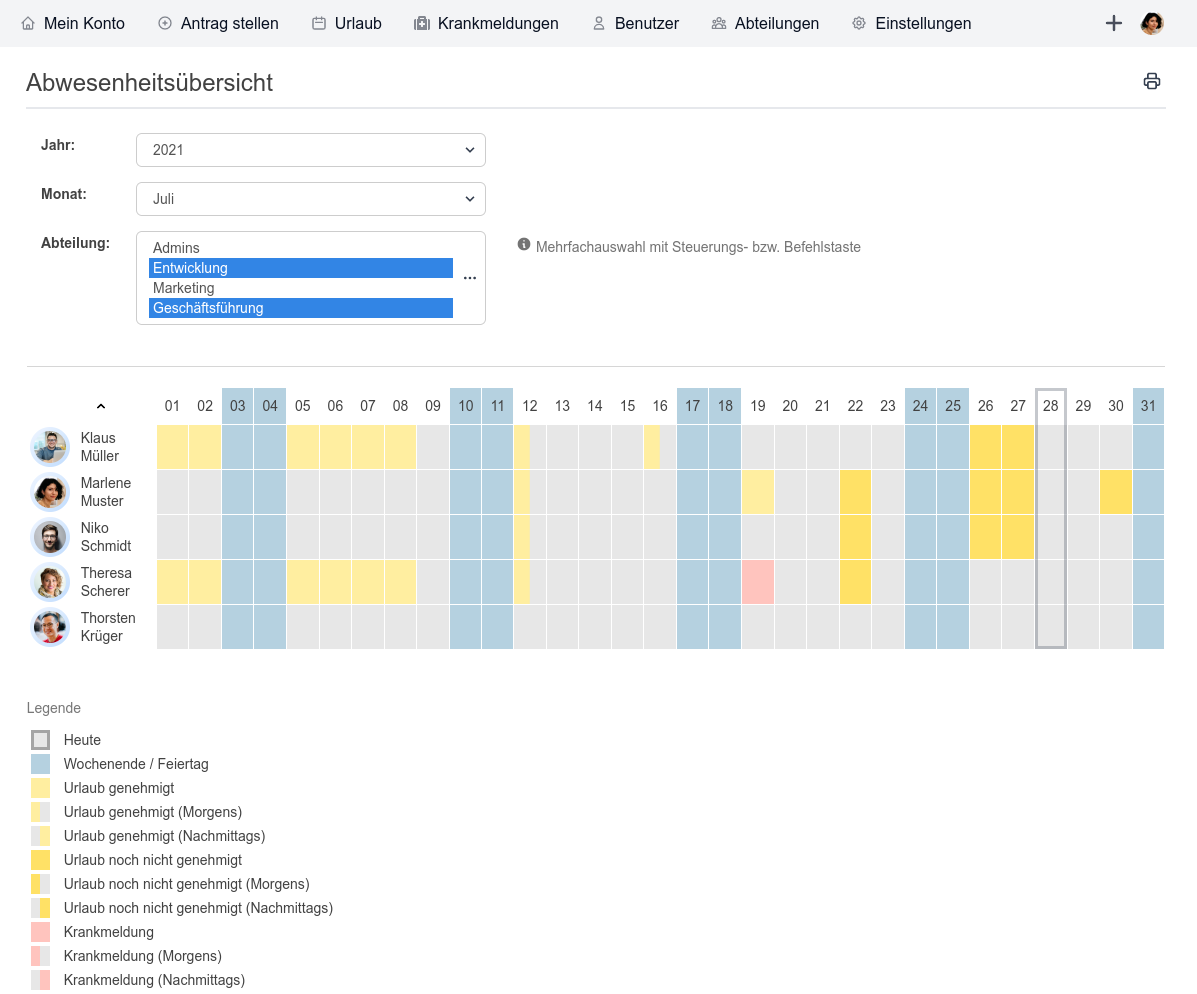 Mein Konto Antrag stellen Urlaub Krankmeldungen Benutzer Abteilungen Einstellungen
Abwesenheitsübersicht
Jahr: 2021
Monat: Juli
Abteilung: Admins
Entwicklung
Marketing
Geschäftsführung
Mehrfachauswahl mit Steuerungs- bzw. Befehlstaste
01 02 03 04 05 06 07 08 09 10 11 12 13 14 15 16 17 18 19 20 21 22 23 24 25 26 27 28 29 30 31
Klaus
Müller
Marlene
Muster
Niko
Schmidt
Theresa
Scherer
Thorsten
Krüger
Legende
Heute
Wochenende / Feiertag
Urlaub genehmigt
Urlaub genehmigt (Morgens)
Urlaub genehmigt (Nachmittags)
Urlaub noch nicht genehmigt
Urlaub noch nicht genehmigt (Morgens)
Urlaub noch nicht genehmigt (Nachmittags)
Krankmeldung
Krankmeldung (Morgens)
Krankmeldung (Nachmittags)